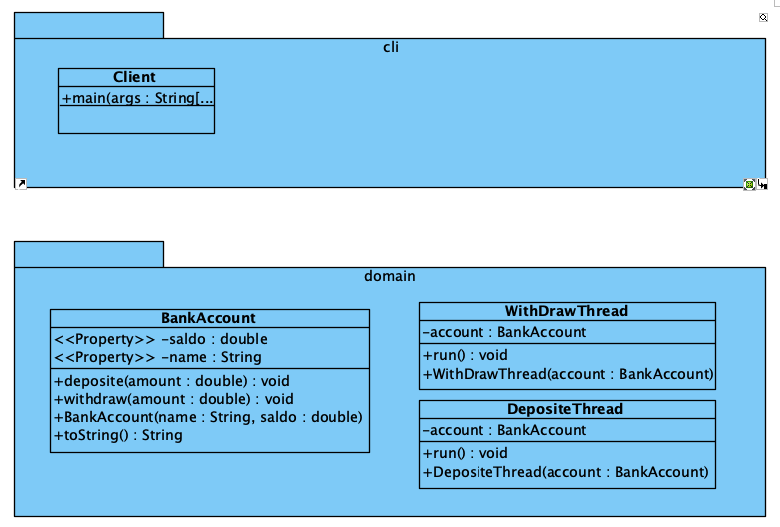 cli
Client
+main(args : String[...
domain
BankAccount
<<Property>> -saldo : double
<<Property>> -name : String
+deposite(amount : double) : void
+withdraw(amount : double) : void
+BankAccount(name : String, saldo : double)
+toString() : String
WithDrawThread
-account : BankAccount
+run() : void
+WithDrawThread(account : BankAccount)
DepositeThread
-account : BankAccount
+run() : void
+DepositeThread(account : BankAccount)